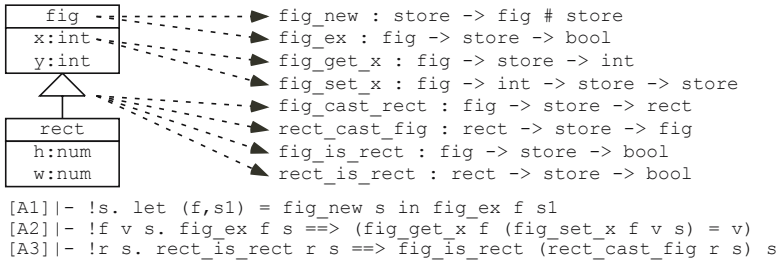 fig
x:int
y:int
rect
h:num
w:num
fig_new : store -> fig # store
fig_ex : fig -> store -> bool
fig_get_x : fig -> store -> int
fig_set_x : fig -> int -> store -> store
fig_cast_rect : fig -> store -> rect
rect_cast_fig : rect -> store -> fig
fig_is_rect : fig -> store -> bool
rect_is_rect : rect -> store -> bool
[A1]|- !s. let (f,s1) = fig_new s in fig_ex f s1
[A2]|- !f v s. fig_ex f s ==> (fig_get_x f (fig_set_x f v s) = v)
[A3]|- !r s. rect_is_rect r s ==> fig_is_rect (rect_cast_fig r s) s